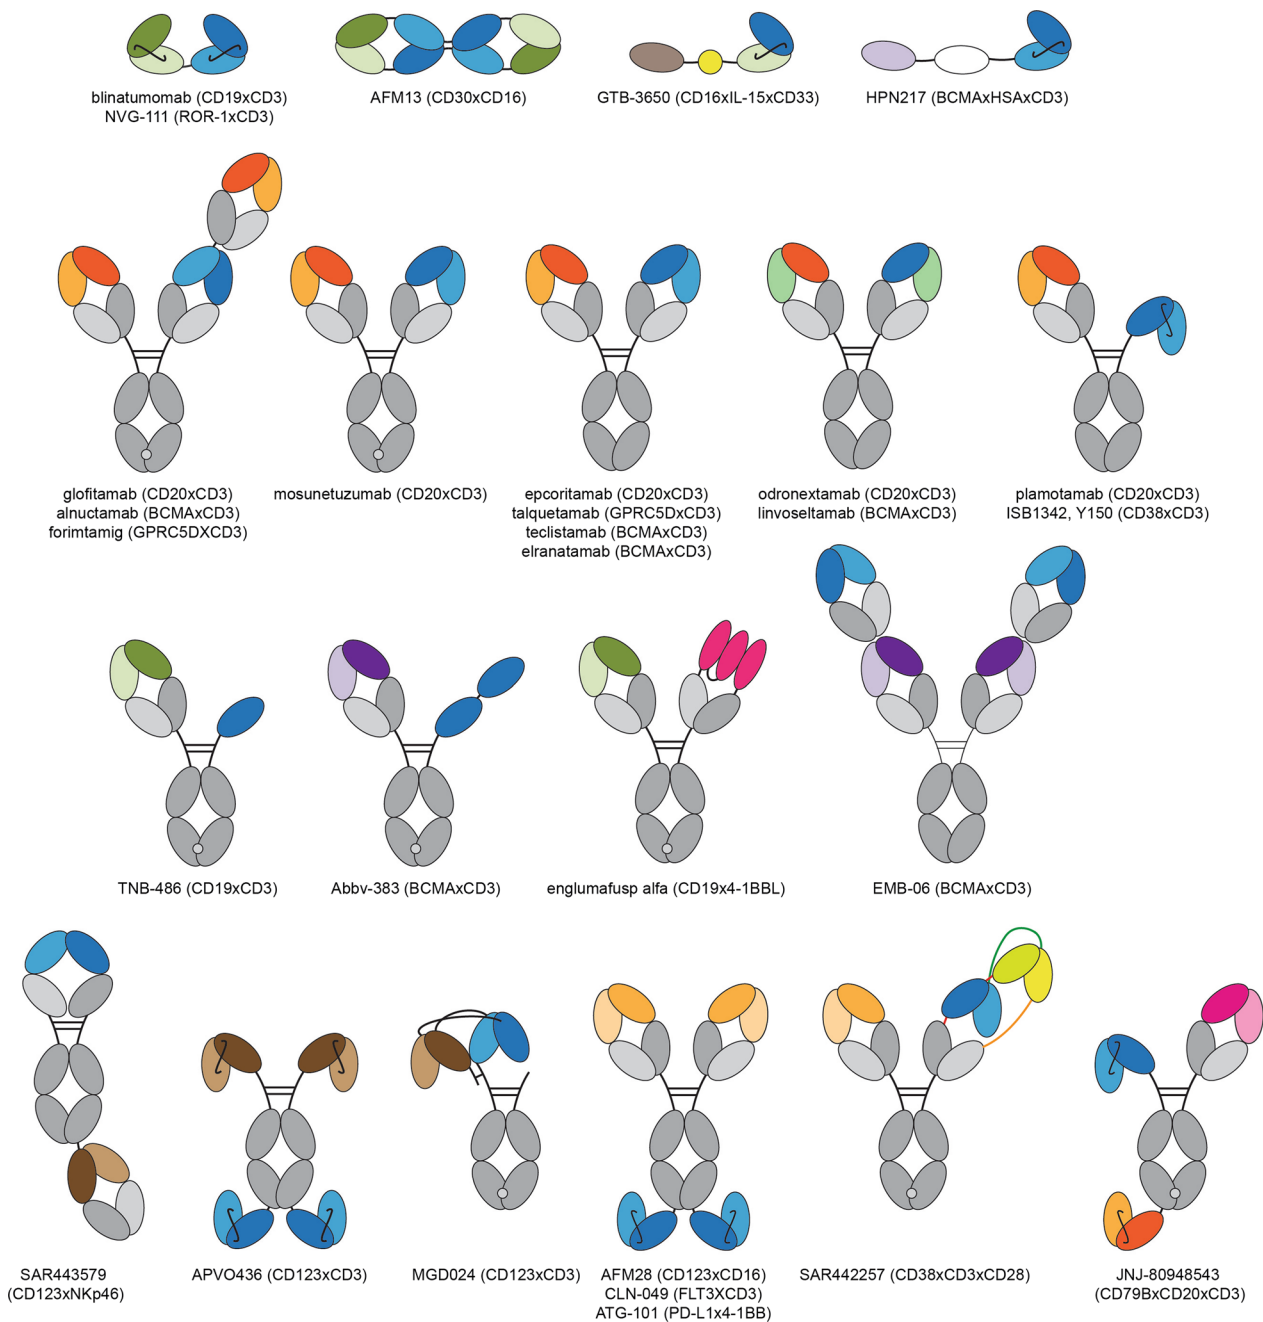 blinatumomab (CD19xCD3)
NVG-111 (ROR-1xCD3)
AFM13 (CD30xCD16)
GTB-3650 (CD16xIL-15xCD33)
HPN217 (BCMAxHSAxCD3)
glofitamab (CD20xCD3)
alnuctamab (BCMAxCD3)
forimtamig (GPRC5DXCD3)
mosunetuzumab (CD20xCD3)
epcoritamab (CD20xCD3)
talquetamab (GPRC5DxCD3)
teclistamab (BCMAxCD3)
elranatamab (BCMAxCD3)
odronextamab (CD20xCD3)
linvoseltamab (BCMAxCD3)
plamotamab (CD20xCD3)
ISB1342, Y150 (CD38xCD3)
TNB-486 (CD19xCD3)
Abbv-383 (BCMAxCD3)
englumafusp alfa (CD19x4-1BBL)
EMB-06 (BCMAxCD3)
SAR443579
(CD123xNKp46)
APVO436 (CD123xCD3)
MGD024 (CD123xCD3)
AFM28 (CD123xCD16)
CLN-049 (FLT3XCD3)
ATG-101 (PD-L1x4-1BB)
SAR442257 (CD38xCD3xCD28)
JNJ-80948543
(CD79BxCD20xCD3)